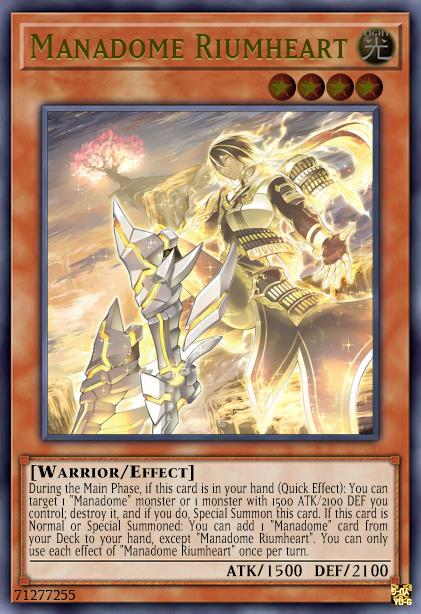 Manadome Riumheart
LIGHT
光
[Warrior/Effect]
During the Main Phase, if this card is in your hand (Quick Effect): You can
target 1 "Manadome" monster or 1 monster with 1500 ATK/2100 DEF you
control; destroy it, and if you do, Special Summon this card. If this card is
Normal or Special Summoned: You can add 1 "Manadome" card from
your Deck to your hand, except "Manadome Riumheart". You can only
use each effect of "Manadome Riumheart" once per turn.
ATK/1500 DEF/2100
71277255